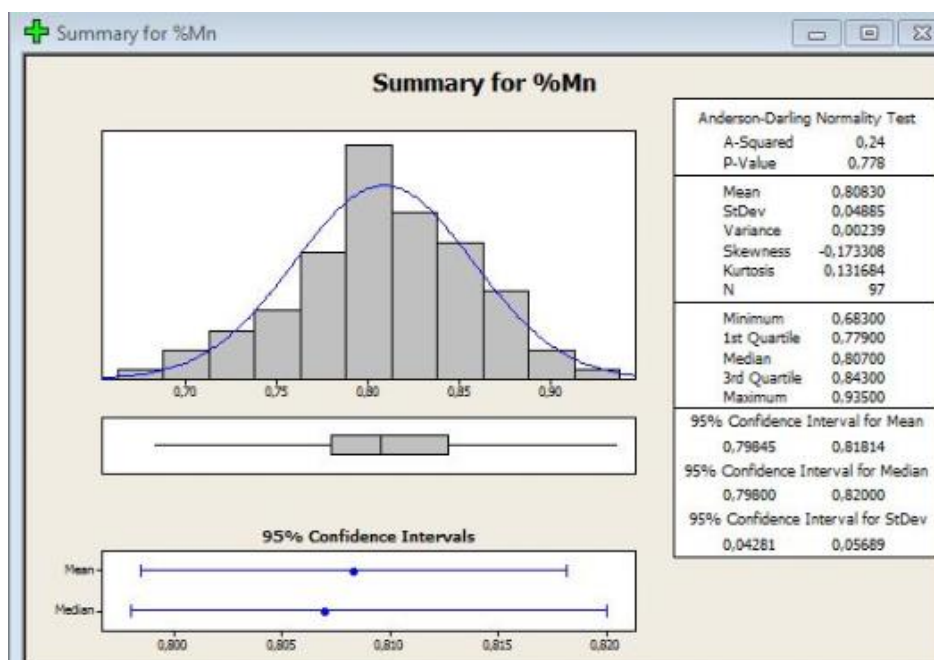 Summary for %Mn
Summary for %Mn
0,70 0,75 0,80 0,85 0,90
Anderson-Darling Normality Test
A-Squared 0,24
P-Value 0,778
Mean 0,80830
StDev 0,04885
Variance 0,00239
Skewness -0,173308
Kurtosis 0,131684
N 97
Minimum 0,68300
1st Quartile 0,77900
Median 0,80700
3rd Quartile 0,84300
Maximum 0,93500
95% Confidence Interval for Mean
0,79845 0,81814
95% Confidence Interval for Median
0,79800 0,82000
95% Confidence Interval for StDev
0,04281 0,05689
95% Confidence Intervals
Mean
Median
0,800 0,805 0,810 0,815 0,820